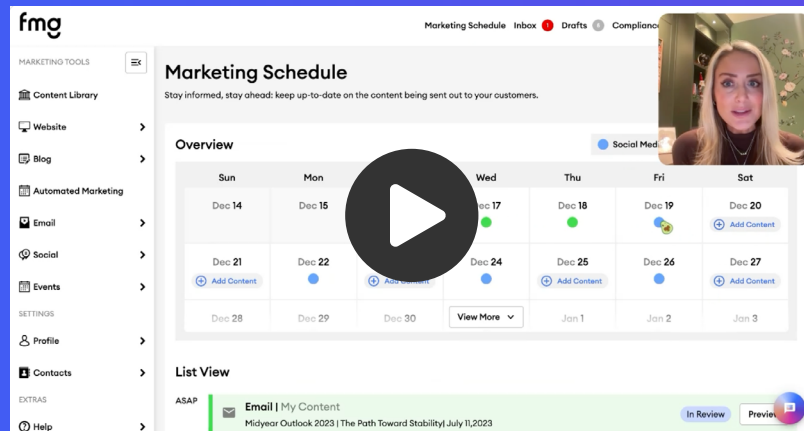 fmg
Marketing Schedule Inbox 1 Drafts Compliance
MARKETING TOOLS
Content Library
Website
Blog
Automated Marketing
Email
Social
Events
SETTINGS
Profile
Contacts
EXTRAS
Help
Marketing Schedule
Stay informed, stay ahead: keep up-to-date on the content being sent out to your customers.
Overview
Social
Sun Mon Wed Thu Fri Sat
Dec 14 Dec 15 17 Dec 18 Dec 19 Dec 20
Add Content
Dec 21 Dec 22 Dec 24 Dec 25 Dec 26 Dec 27
Add Content Add Content Add Content Add Content
Dec 28 Dec 29 Dec 30 View More Jan 1 Jan 2 Jan 3
List View
ASAP
Email | My Content
Midyear Outlook 2023 | The Path Toward Stability| July 11,2023
In Review
Preview